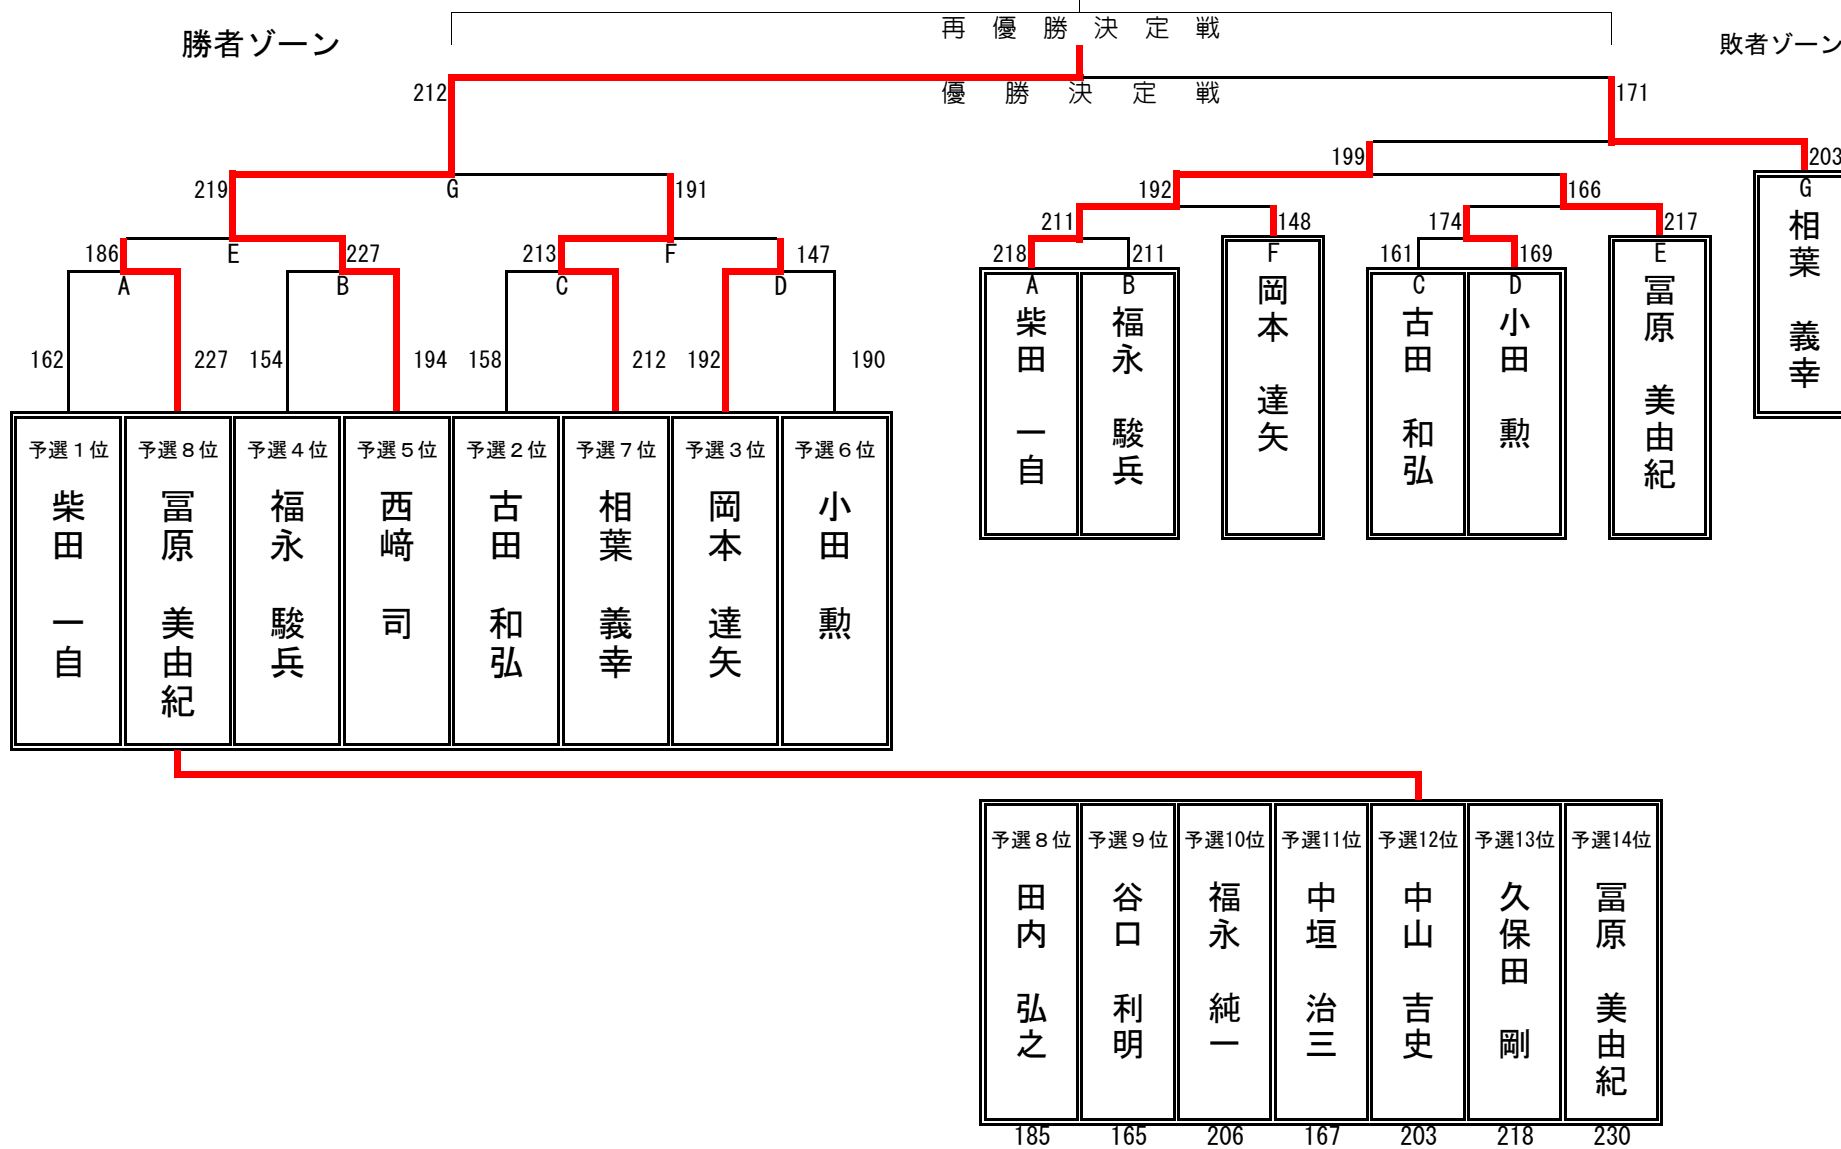 再優勝決定戦
勝者ゾーン
敗者ゾーン
212
優勝決定戦
171
199
203
219
G
191
192
166
G
相葉 義幸
211
148
174
217
186
E
227
213
F
147
218
211
F
岡本 達矢
161
169
E
冨原 美由紀
A
B
C
D
A
柴田 一自
B
福永 駿兵
C
古田 和弘
D
小田 勲
162
227
154
194
158
212
192
190
予選1位
柴田 一自
予選8位
冨原 美由紀
予選4位
福永 駿兵
予選5位
西﨑 司
予選2位
古田 和弘
予選7位
相葉 義幸
予選3位
岡本 達矢
予選6位
小田 勲
予選8位
田内 弘之
185
予選9位
谷口 利明
165
予選10位
福永 純一
206
予選11位
中垣 治三
167
予選12位
中山 吉史
203
予選13位
久保田 剛
218
予選14位
冨原 美由紀
230